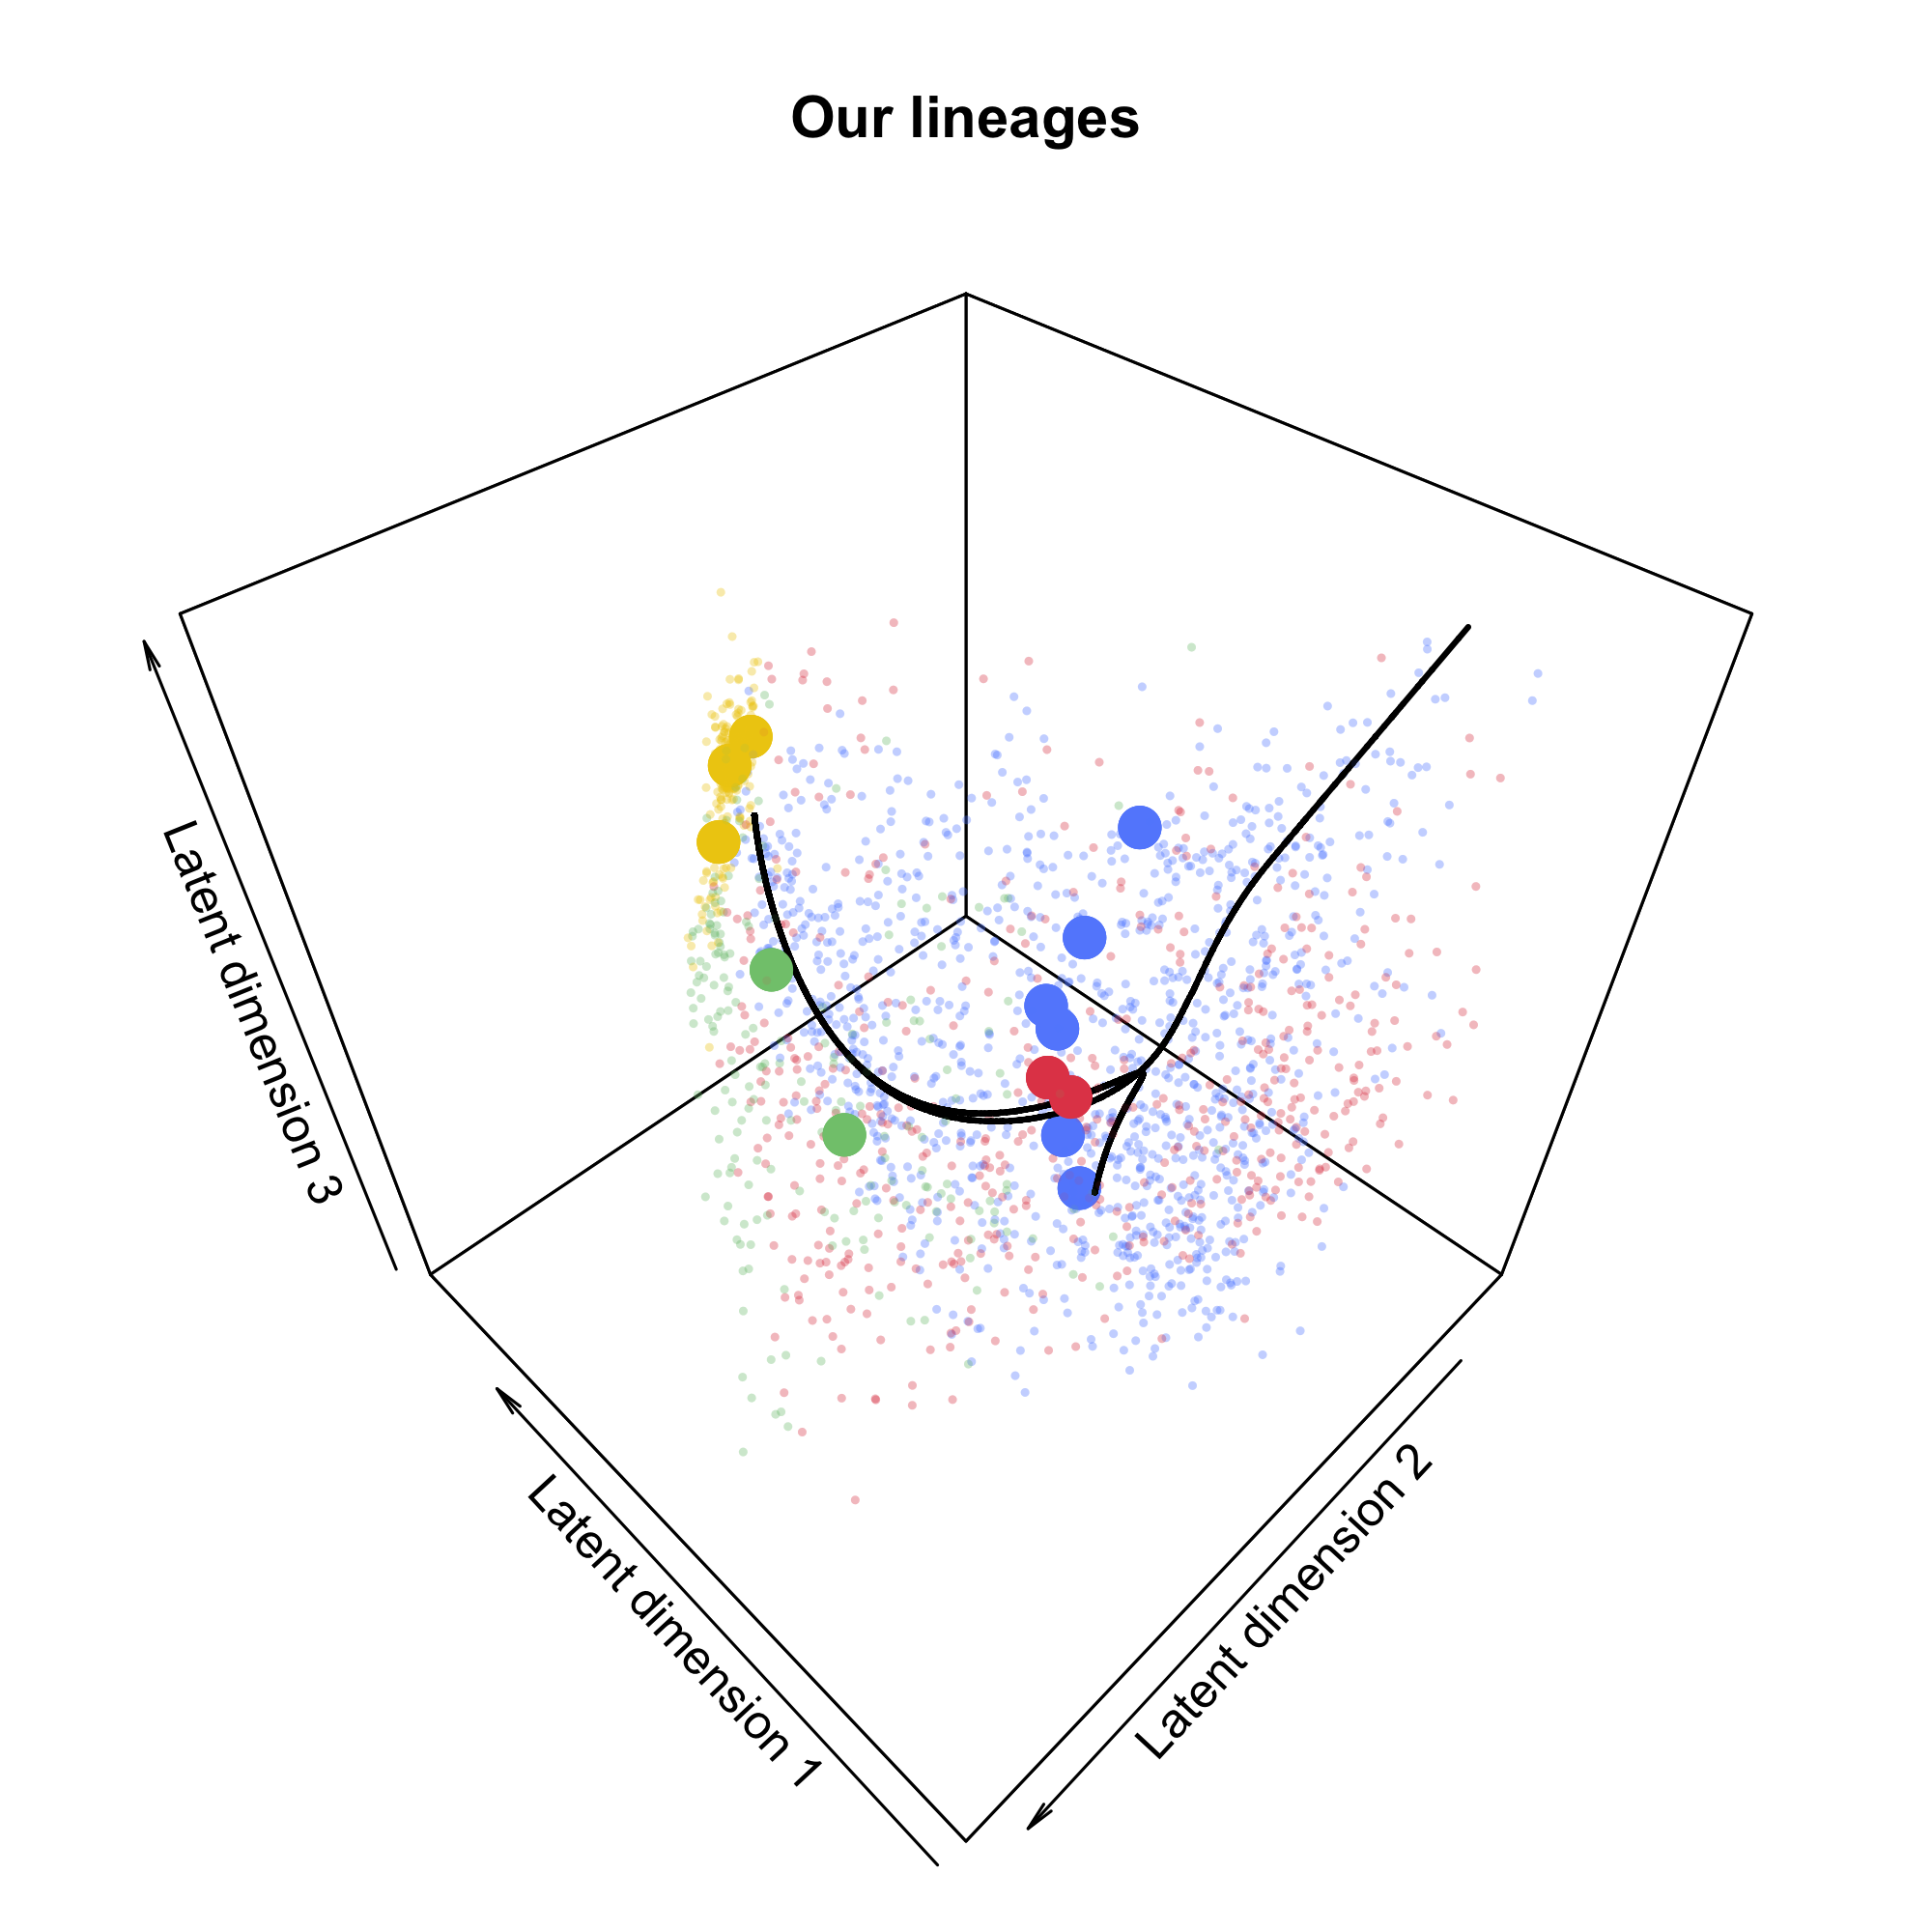 Our lineages
Latent dimension 3
Latent dimension 1
Latent dimension 2